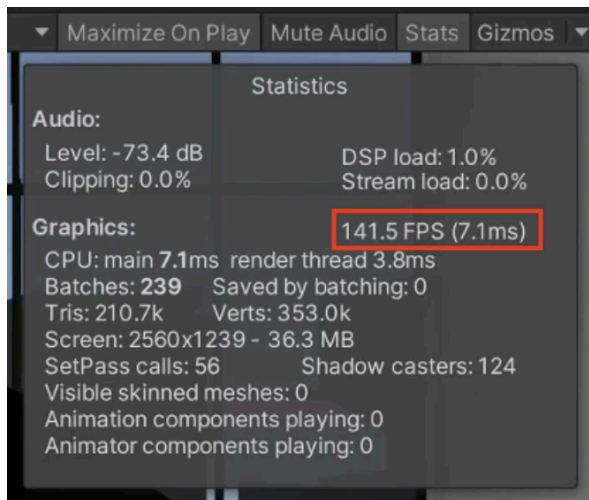 Maximize On Play Mute Audio Stats Gizmos
Statistics
Audio:
Level: -73.4 dB DSP load: 1.0%
Clipping: 0.0% Stream load: 0.0%
Graphics: 141.5 FPS (7.1ms)
CPU: main 7.1ms render thread 3.8ms
Batches: 239 Saved by batching: 0
Tris: 210.7k Verts: 353.0k
Screen: 2560x1239 - 36.3 MB
SetPass calls: 56 Shadow casters: 124
Visible skinned meshes: 0
Animation components playing: 0
Animator components playing: 0